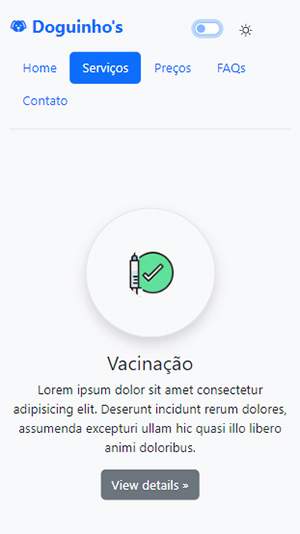 Doguinho's
Home Serviços Preços FAQs
Contato
Vacinação
Lorem ipsum dolor sit amet consectetur
adipisicing elit. Deserunt incidunt rerum dolores,
assumenda excepturi ullam hic quasi illo libero
animi doloribus.
View details »